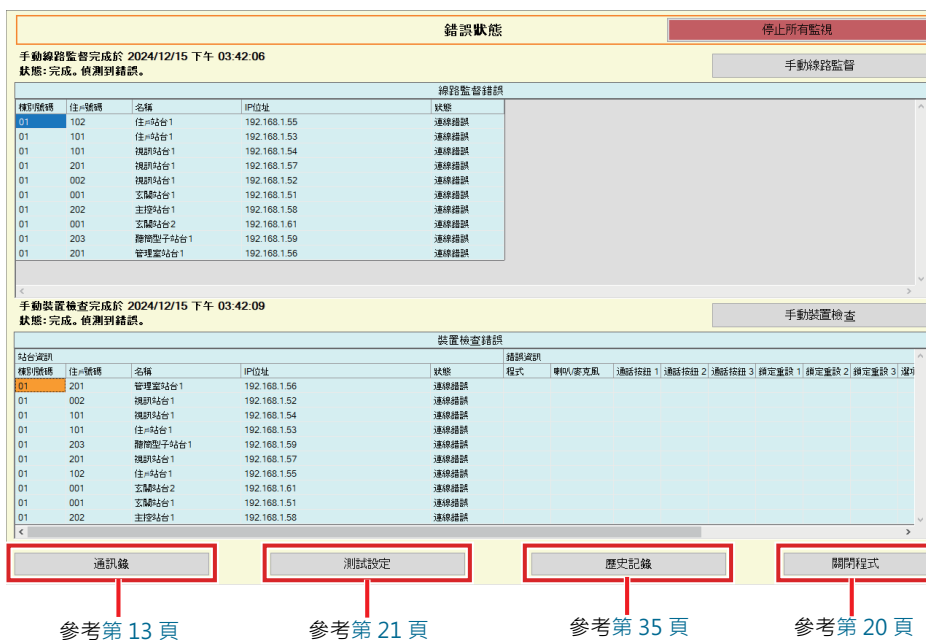 錯誤狀態 停止所有監視
手動線路監督完成於 2024/12/15 下午 03:42:06
狀態: 完成。偵測到錯誤。
手動線路監督
線路監督錯誤
棟別號碼 住戶號碼 名稱 IP位址 狀態
01 102 住戶站台1 192.168.1.55 連線錯誤
01 101 住戶站台1 192.168.1.53 連線錯誤
01 101 視訊站台1 192.168.1.54 連線錯誤
01 201 視訊站台1 192.168.1.57 連線錯誤
01 002 視訊站台1 192.168.1.52 連線錯誤
01 001 玄關站台1 192.168.1.51 連線錯誤
01 202 主控站台1 192.168.1.58 連線錯誤
01 001 玄關站台2 192.168.1.61 連線錯誤
01 203 聽筒型子站台1 192.168.1.59 連線錯誤
01 201 管理室站台1 192.168.1.56 連線錯誤
手動裝置檢查完成於 2024/12/15 下午 03:42:09
狀態: 完成。偵測到錯誤。
手動裝置檢查
裝置檢查錯誤
站台資訊 錯誤資訊
棟別號碼 住戶號碼 名稱 IP位址 狀態 程式 喇叭/麥克風 通話按鈕 1 通話按鈕 2 通話按鈕 3 鎖定重設 1 鎖定重設 2 鎖定重設 3 選項
01 201 管理室站台1 192.168.1.56 連線錯誤
01 002 視訊站台1 192.168.1.52 連線錯誤
01 101 視訊站台1 192.168.1.54 連線錯誤
01 101 住戶站台1 192.168.1.53 連線錯誤
01 203 聽筒型子站台1 192.168.1.59 連線錯誤
01 201 視訊站台1 192.168.1.57 連線錯誤
01 102 住戶站台1 192.168.1.55 連線錯誤
01 001 玄關站台2 192.168.1.61 連線錯誤
01 001 玄關站台1 192.168.1.51 連線錯誤
01 202 主控站台1 192.168.1.58 連線錯誤
通訊錄 測試設定 歷史記錄 關閉程式
參考第 13 頁 參考第 21 頁 參考第 35 頁 參考第 20 頁